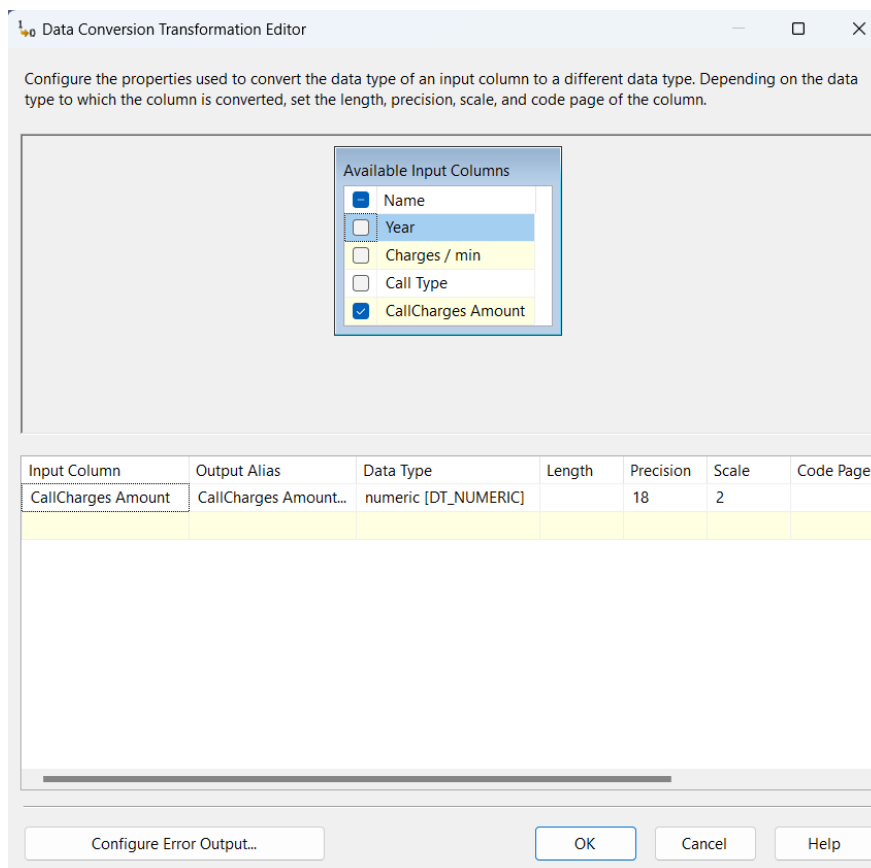 Data Conversion Transformation Editor
Configure the properties used to convert the data type of an input column to a different data type. Depending on the data
type to which the column is converted, set the length, precision, scale, and code page of the column.
Available Input Columns
Name
Year
Charges / min
Call Type
CallCharges Amount
Input Column Output Alias Data Type Length Precision Scale Code Page
CallCharges Amount CallCharges Amount... numeric [DT_NUMERIC] 18 2
Configure Error Output... OK Cancel Help